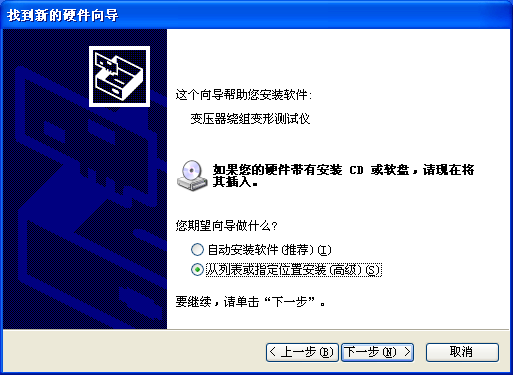 找到新的硬件向导
这个向导帮助您安装软件:
变压器绕组变形测试仪
如果您的硬件带有安装 CD 或软盘，请现在将
其插入。
您期望向导做什么?
自动安装软件(推荐)(I)
从列表或指定位置安装(高级)(S)
要继续，请单击“下一步”。
< 上一步(B)
下一步(N) >
取消